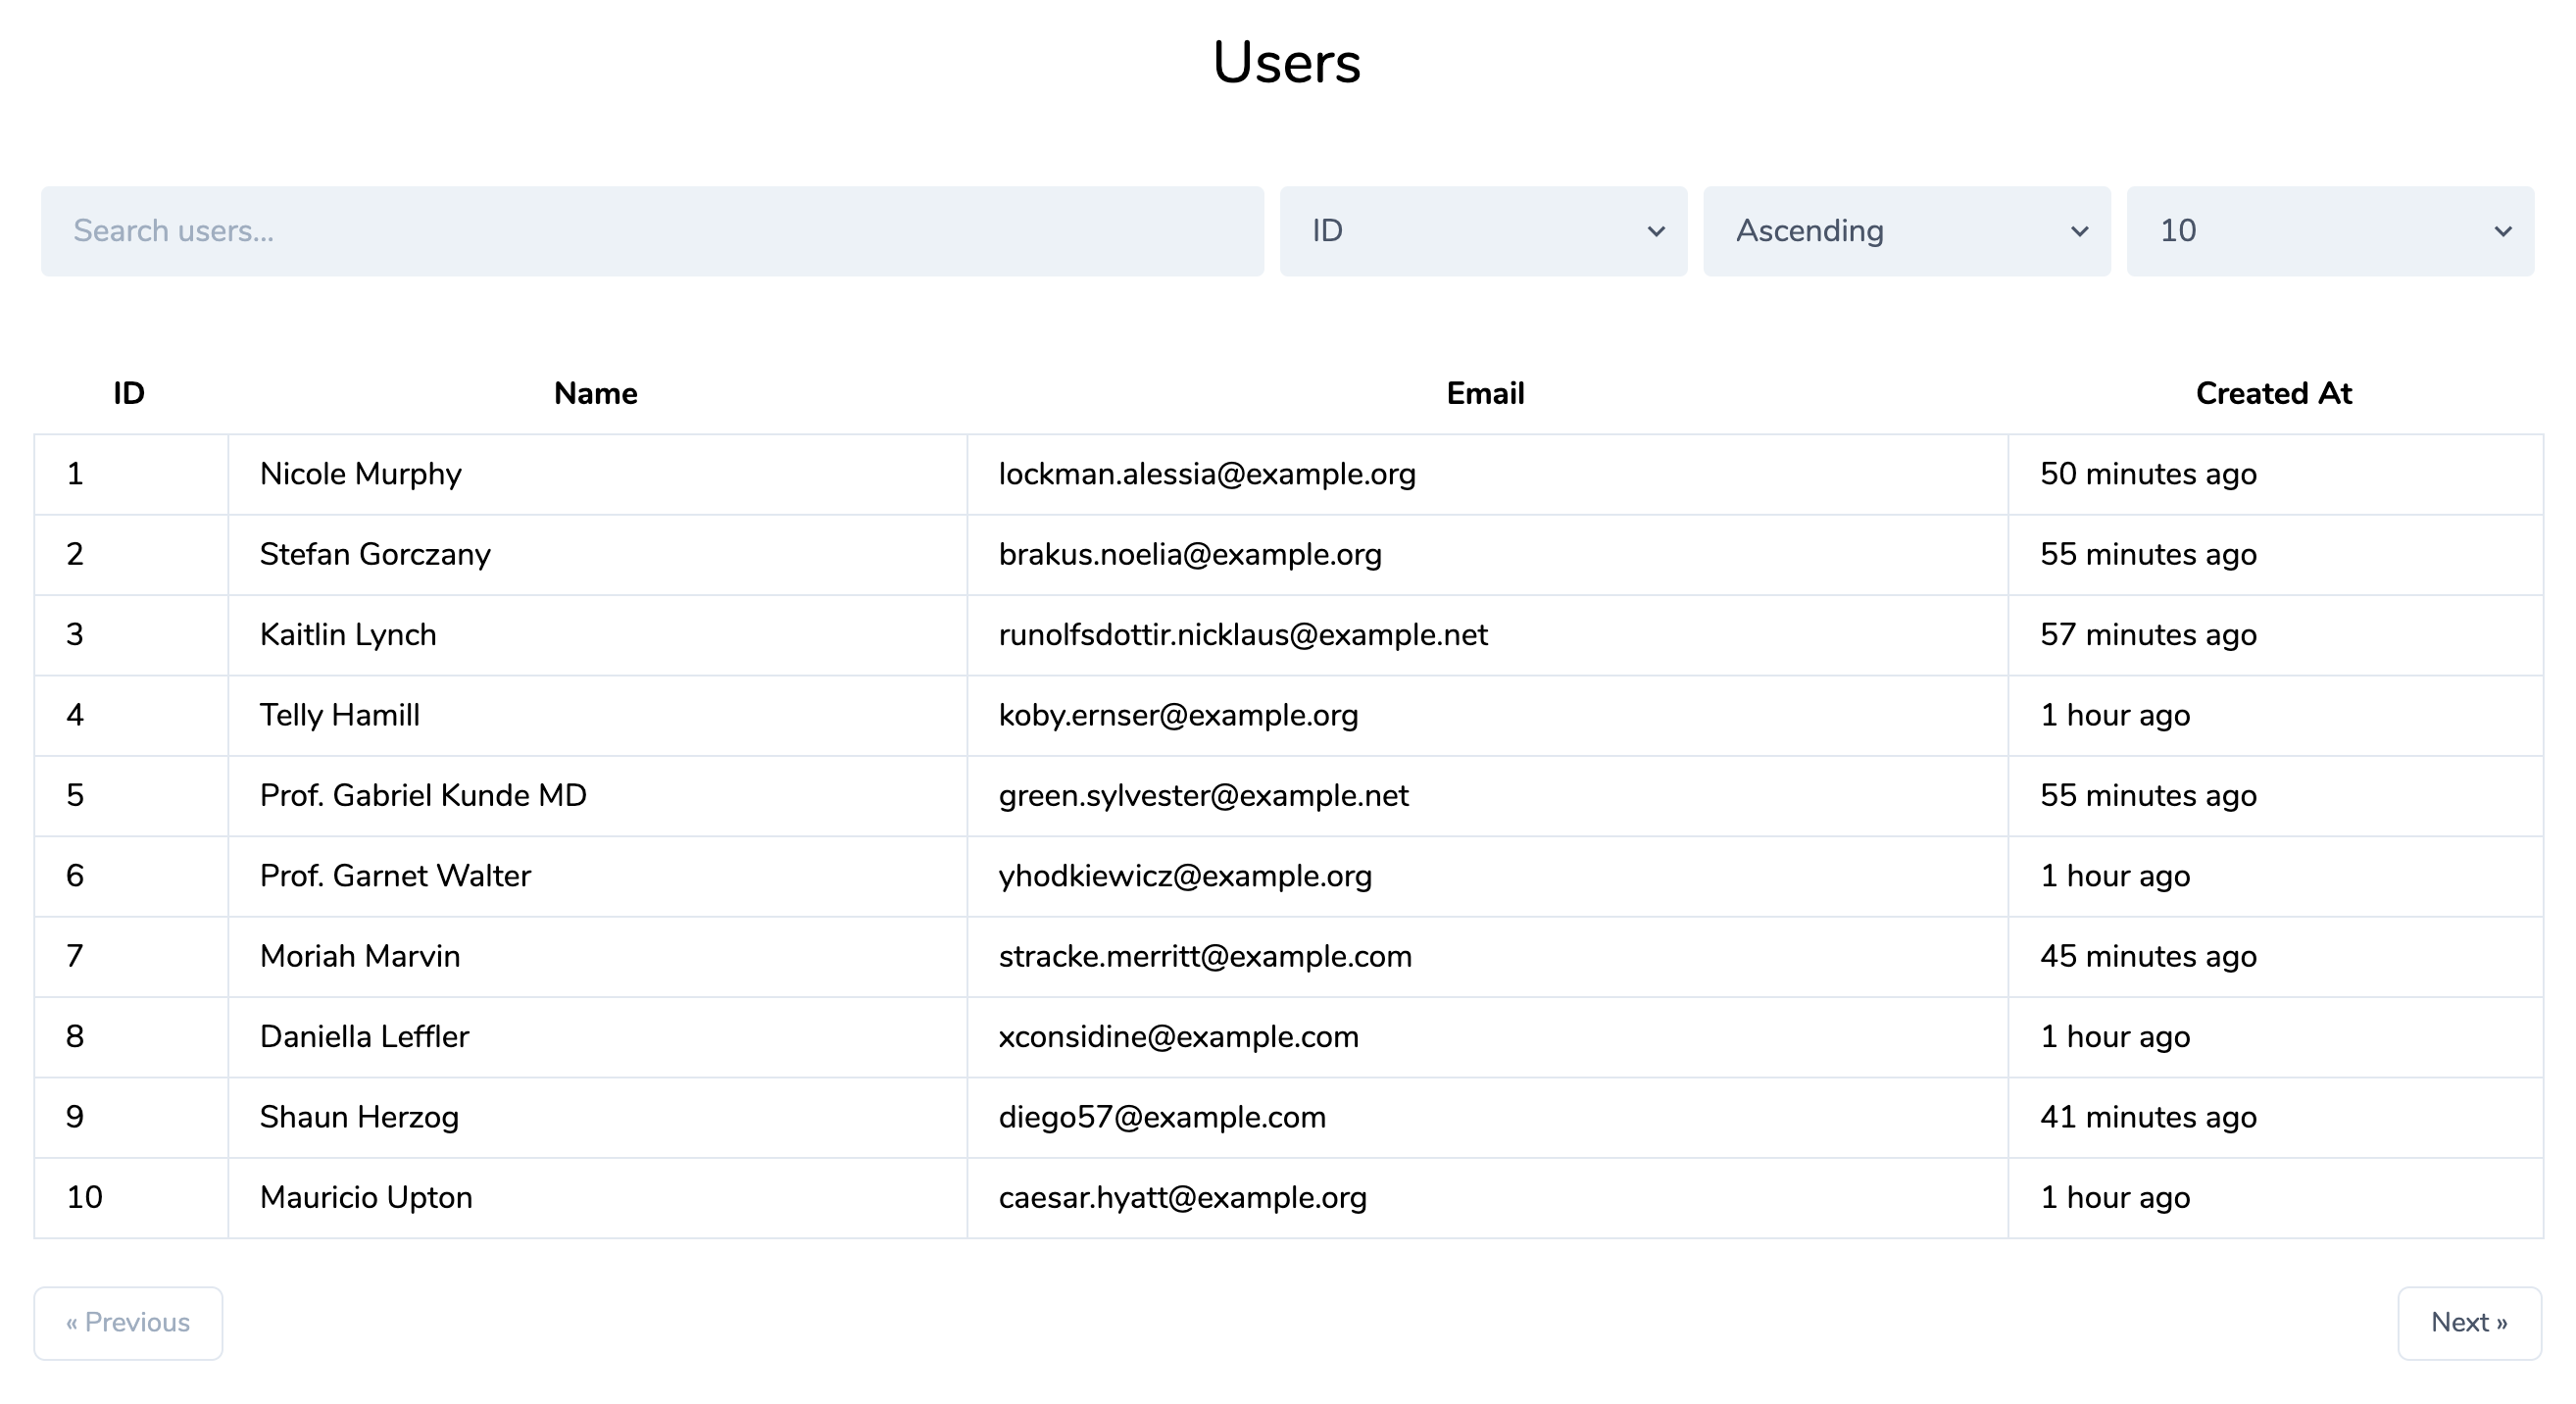 Users
Search users... ID Ascending 10
ID Name Email Created At
1 Nicole Murphy lockman.alessia@example.org 50 minutes ago
2 Stefan Gorczany brakus.noelia@example.org 55 minutes ago
3 Kaitlin Lynch runolfsdottir.nicklaus@example.net 57 minutes ago
4 Telly Hamill koby.ernser@example.org 1 hour ago
5 Prof. Gabriel Kunde MD green.sylvester@example.net 55 minutes ago
6 Prof. Garnet Walter yhodkiewicz@example.org 1 hour ago
7 Moriah Marvin stracke.merritt@example.com 45 minutes ago
8 Daniella Leffler xconsidine@example.com 1 hour ago
9 Shaun Herzog diego57@example.com 41 minutes ago
10 Mauricio Upton caesar.hyatt@example.org 1 hour ago
« Previous Next »